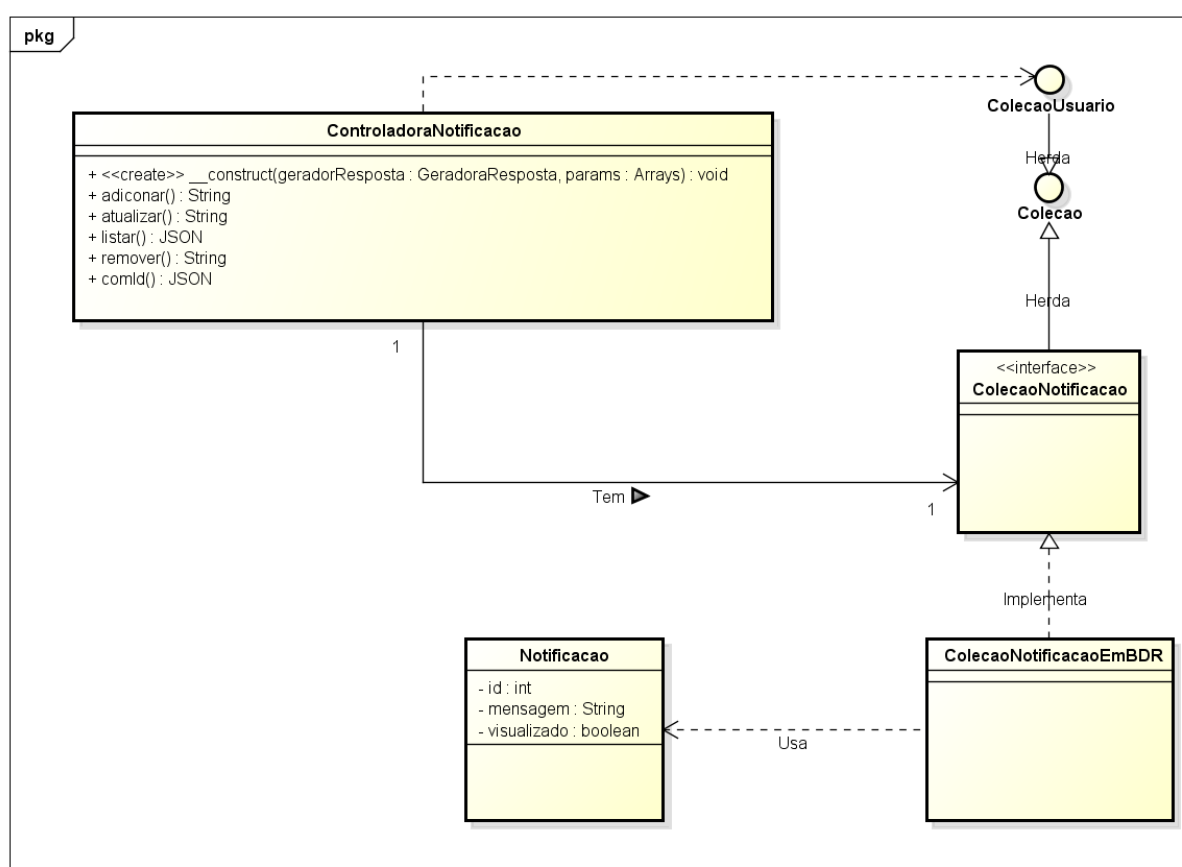 pkg
ColecaoUsuario
ControladoraNotificacao
Herda
+ <<create>> __construct(geradorResposta : GeradoraResposta, params : Arrays) : void
+ adiconar() : String
+ atualizar() : String
+ listar() : JSON
+ remover() : String
+ comId() : JSON
Colecao
Herda
1
<<interface>>
ColecaoNotificacao
Tem
1
Implementa
Notificacao
- id : int
- mensagem : String
- visualizado : boolean
ColecaoNotificacaoEmBDR
Usa